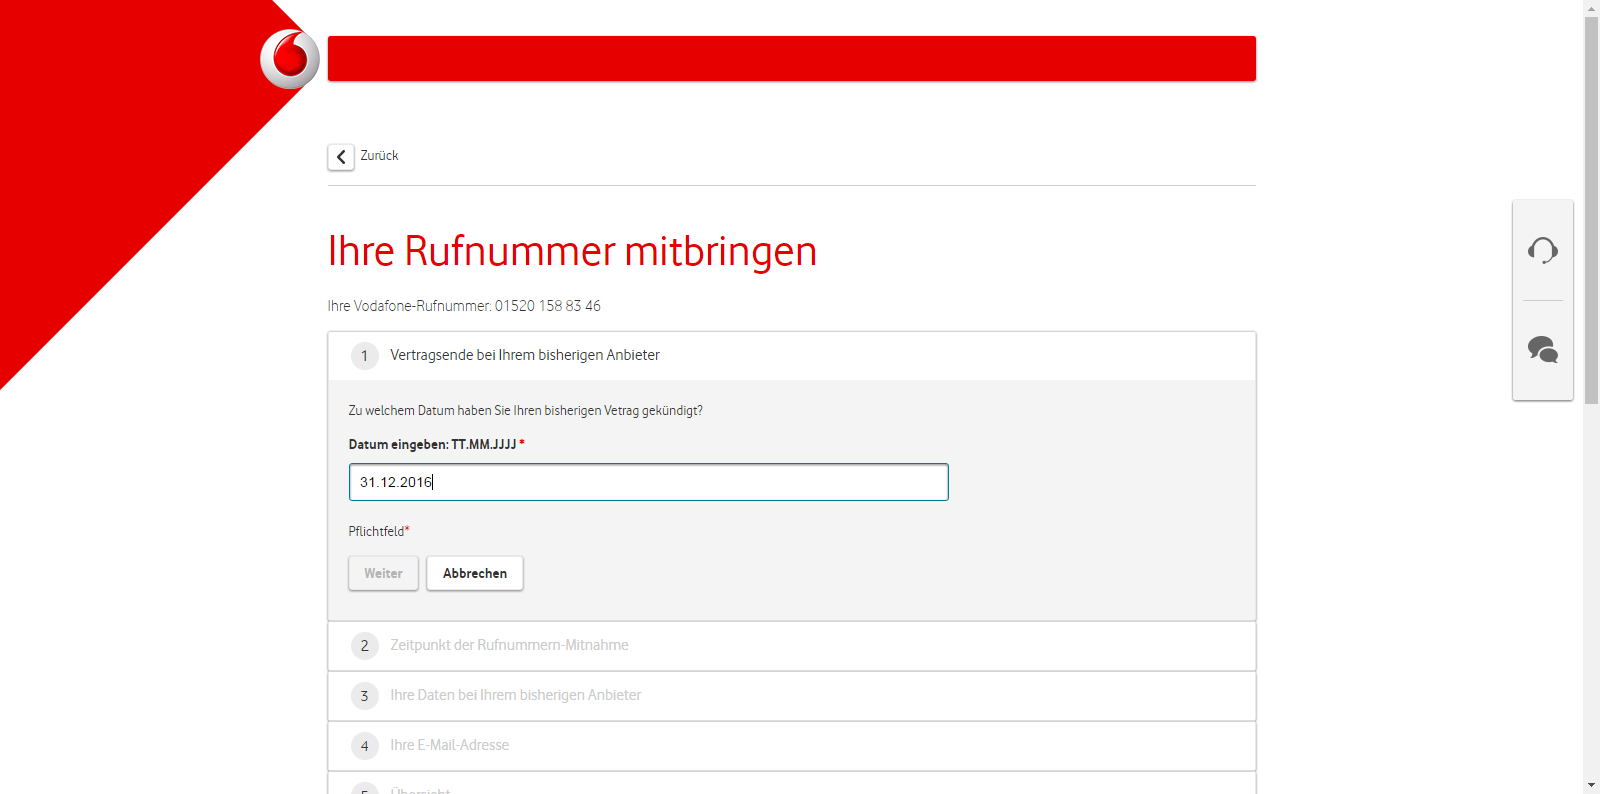 Zurück
Ihre Rufnummer mitbringen
Ihre Vodafone-Rufnummer: 01520 158 83 46
1 Vertragsende bei Ihrem bisherigen Anbieter
Zu welchem Datum haben Sie Ihren bisherigen Vetrag gekündigt?
Datum eingeben: TT.MM.JJJJ *
31.12.2016
Pflichtfeld*
Weiter Abbrechen
2 Zeitpunkt der Rufnummern-Mitnahme
3 Ihre Daten bei Ihrem bisherigen Anbieter
4 Ihre E-Mail-Adresse
5 Übersicht